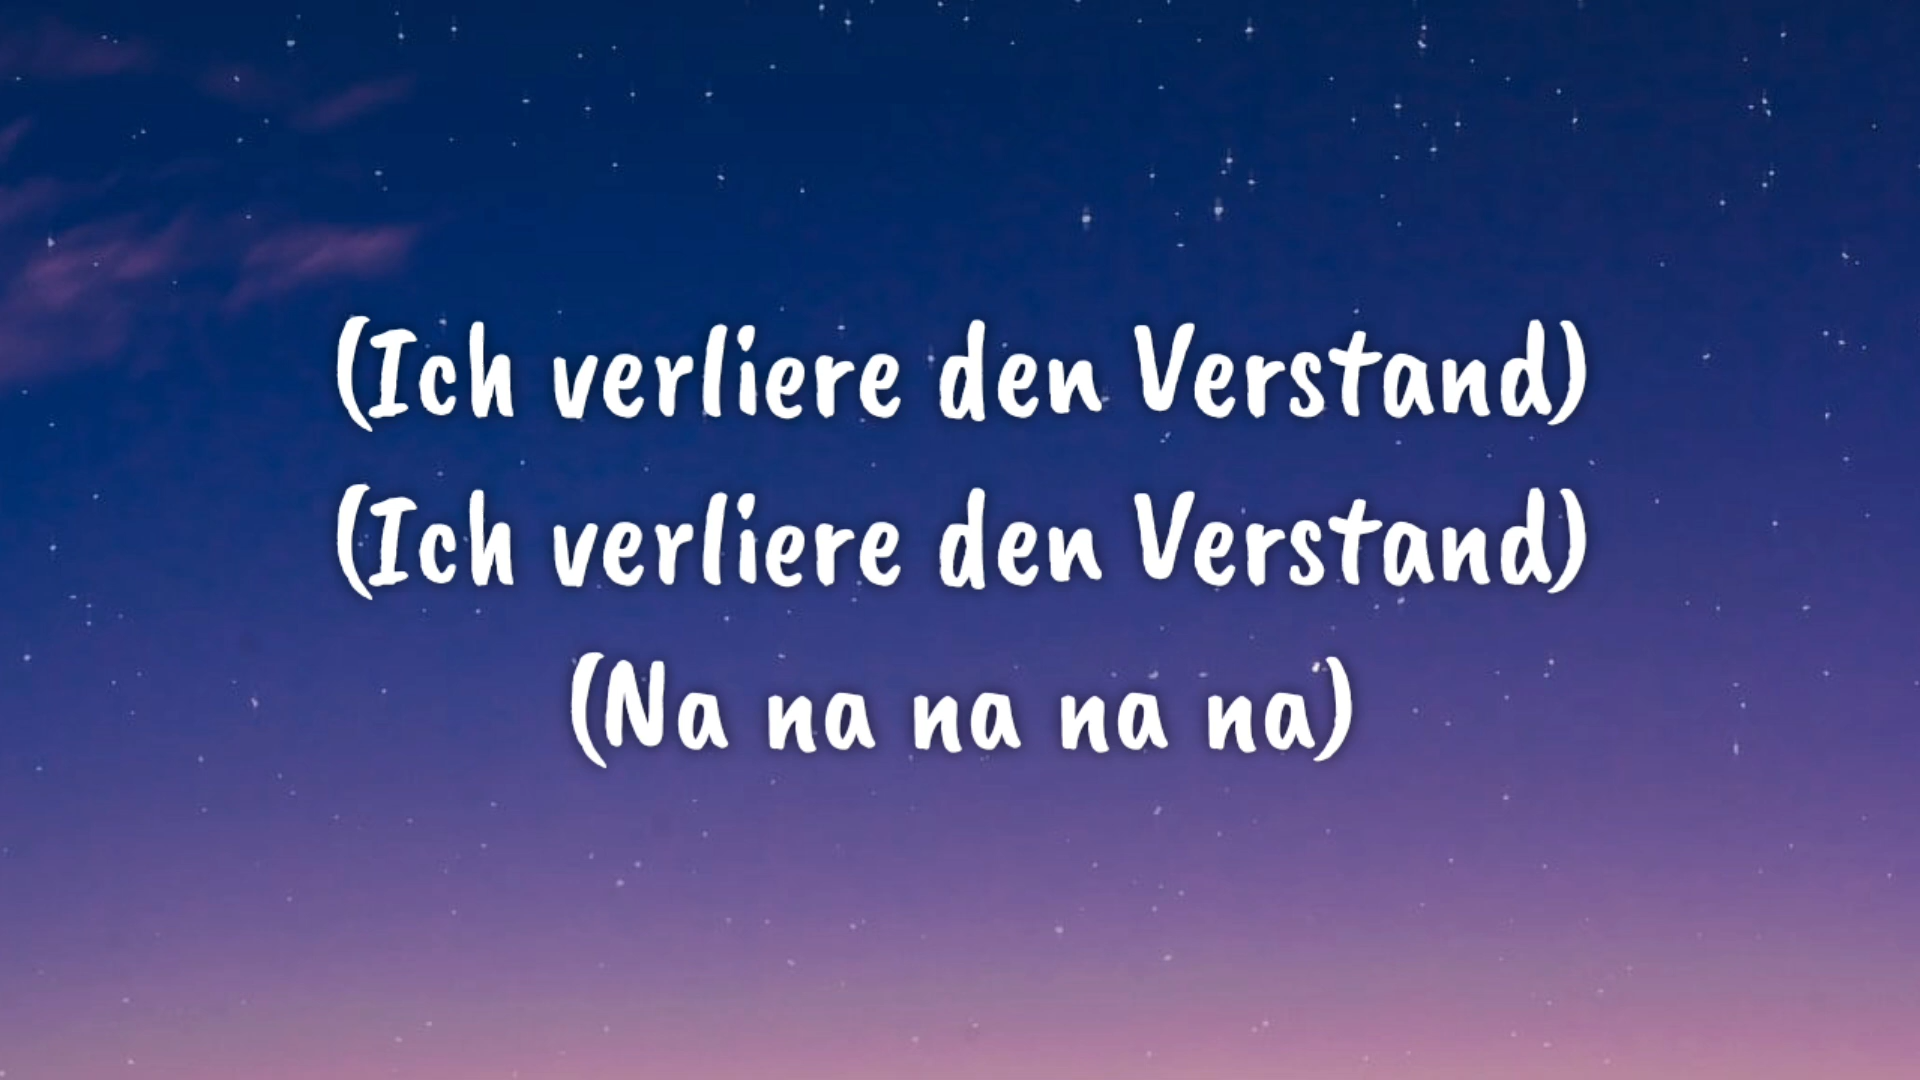 (Ich verliere den Verstand)
(Ich verliere den Verstand)
(Na na na na na)